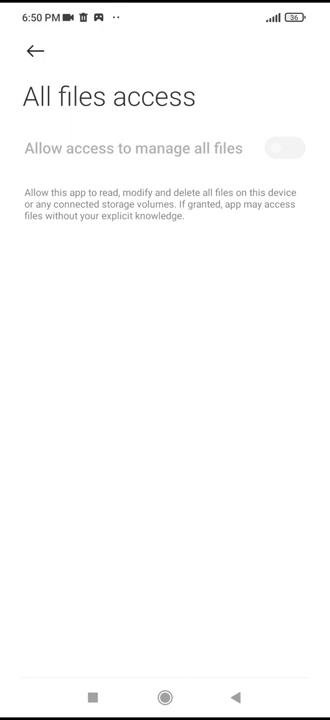 6:50 PM 36
All files access
Allow access to manage all files
Allow this app to read, modify and delete all files on this device
or any connected storage volumes. If granted, app may access
files without your explicit knowledge.